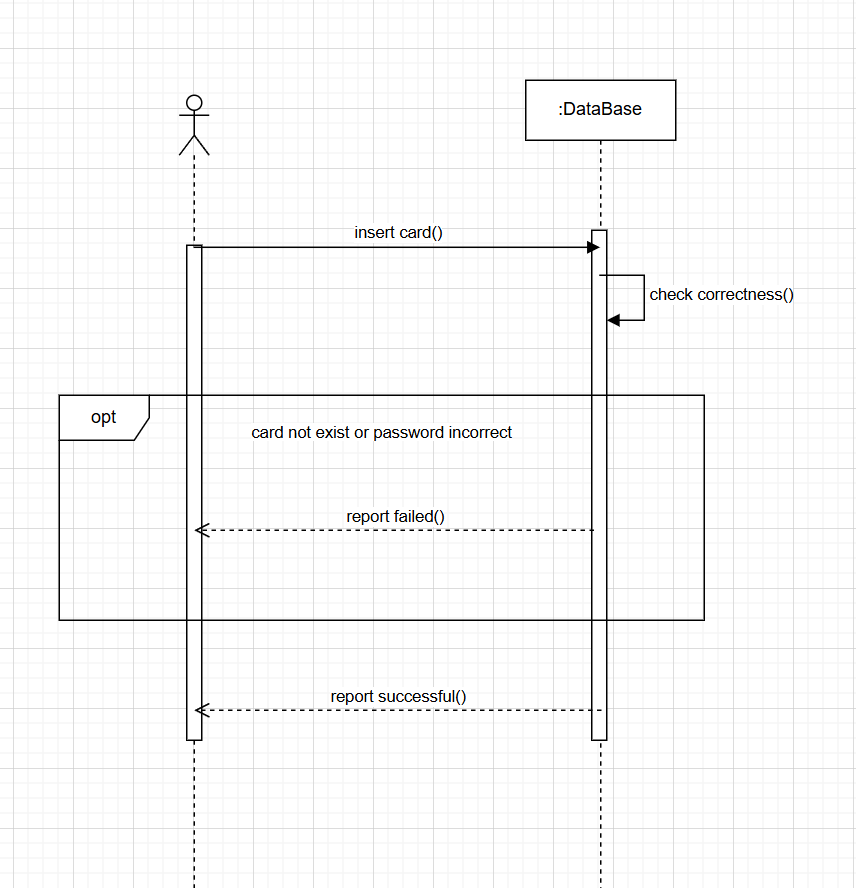 :DataBase
insert card()
check correctness()
opt
card not exist or password incorrect
report failed()
report successful()